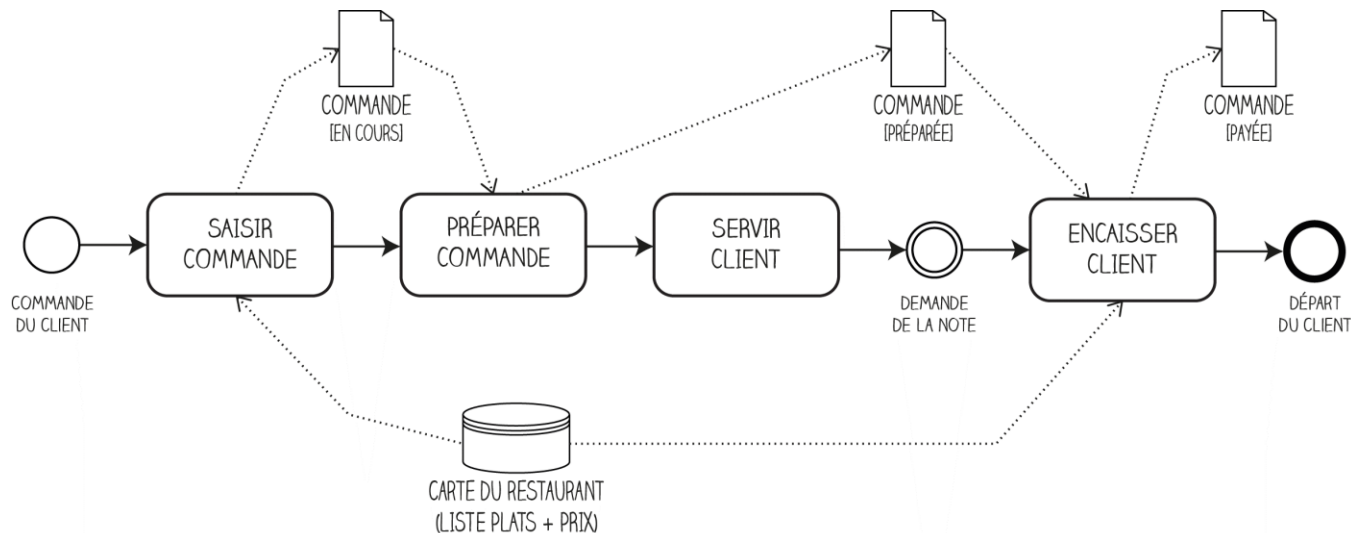 COMMANDE
[EN COURS]
COMMANDE
[PRÉPARÉE]
COMMANDE
[PAYÉE]
SAISIR
COMMANDE
PRÉPARER
COMMANDE
SERVIR
CLIENT
ENCAISSER
CLIENT
COMMANDE
DU CLIENT
DEMANDE
DE LA NOTE
DÉPART
DU CLIENT
CARTE DU RESTAURANT
(LISTE PLATS + PRIX)